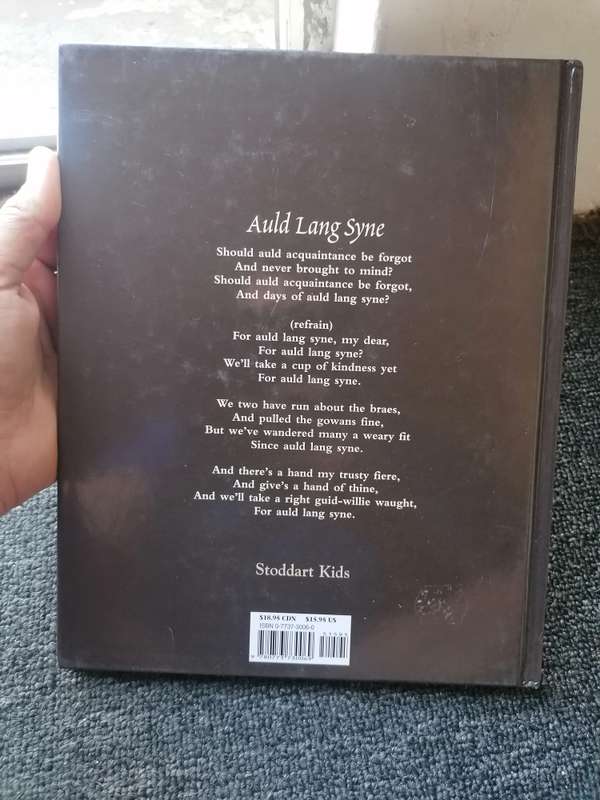 Auld Lang Syne
Should auld acquaintance be forgot
And never brought to mind?
Should auld acquaintance be forgot,
And days of auld lang syne?
(refrain)
For auld lang syne, my dear,
For auld lang syne?
We'll take a cup of kindness yet
For auld lang syne.
We two have run about the braes,
And pulled the gowans fine,
But we've wandered many a weary fit
Since auld lang syne.
And there's a hand my trusty fiere,
And give's a hand of thine,
And we'll take a right guid-willie waught,
For auld lang syne.
Stoddart Kids
$18.95 CDN $15.95 US
ISBN 0-7737-3006-0